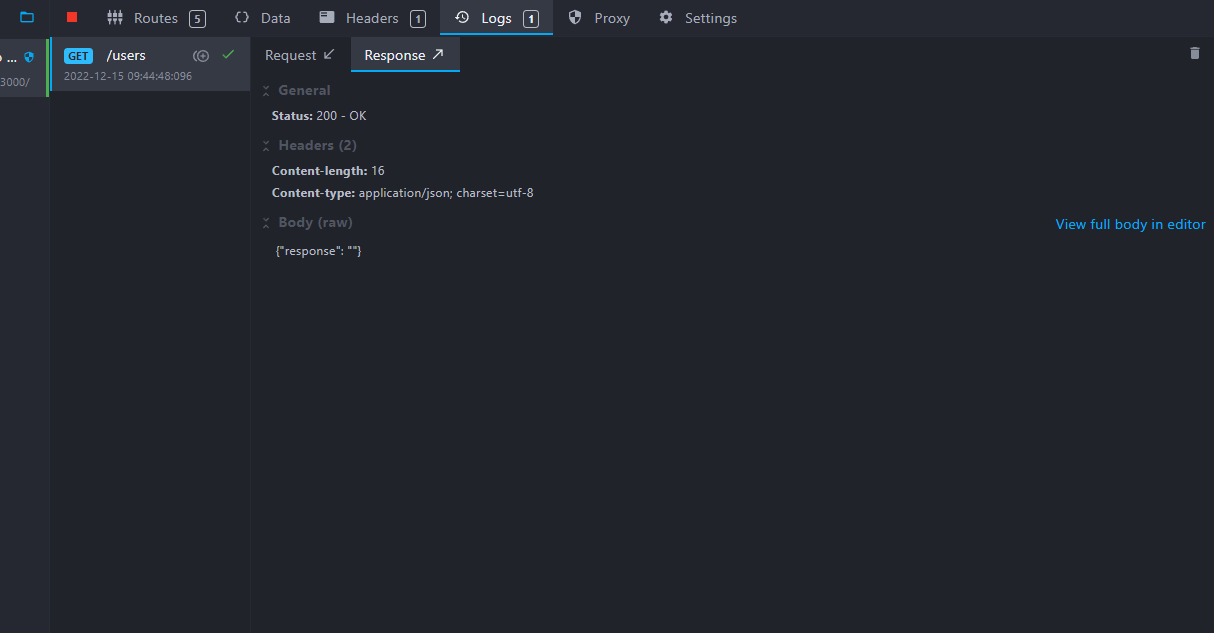 Routes 5 Data Headers 1 Logs 1 Proxy Settings
... GET /users Request Response
3000/ 2022-12-15 09:44:48:096
General
Status: 200 - OK
Headers (2)
Content-length: 16
Content-type: application/json; charset=utf-8
Body (raw) View full body in editor
{"response": ""}